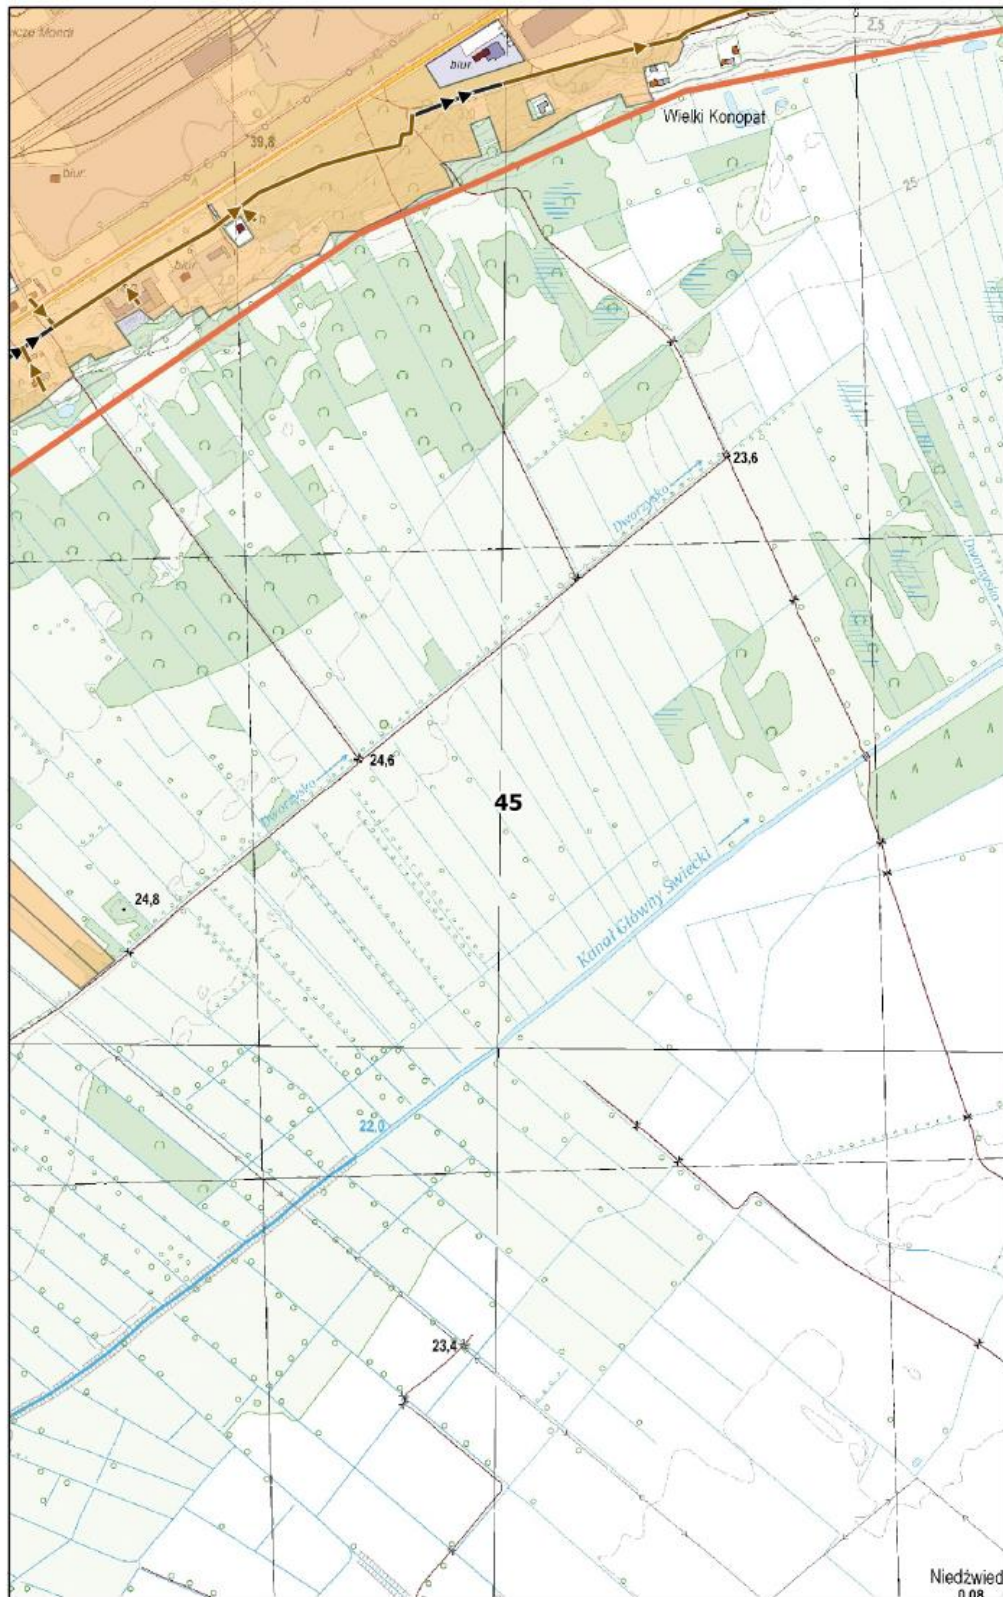 2,5
biur.
Wielki Konopat
39,8
biur.
25
biur.
23,6
Dworzysko
Dworzysko
24,6
Dworzysko
45
Kanał Główny Świecki
24,8
22,0
23,4
Niedźwied
0,08